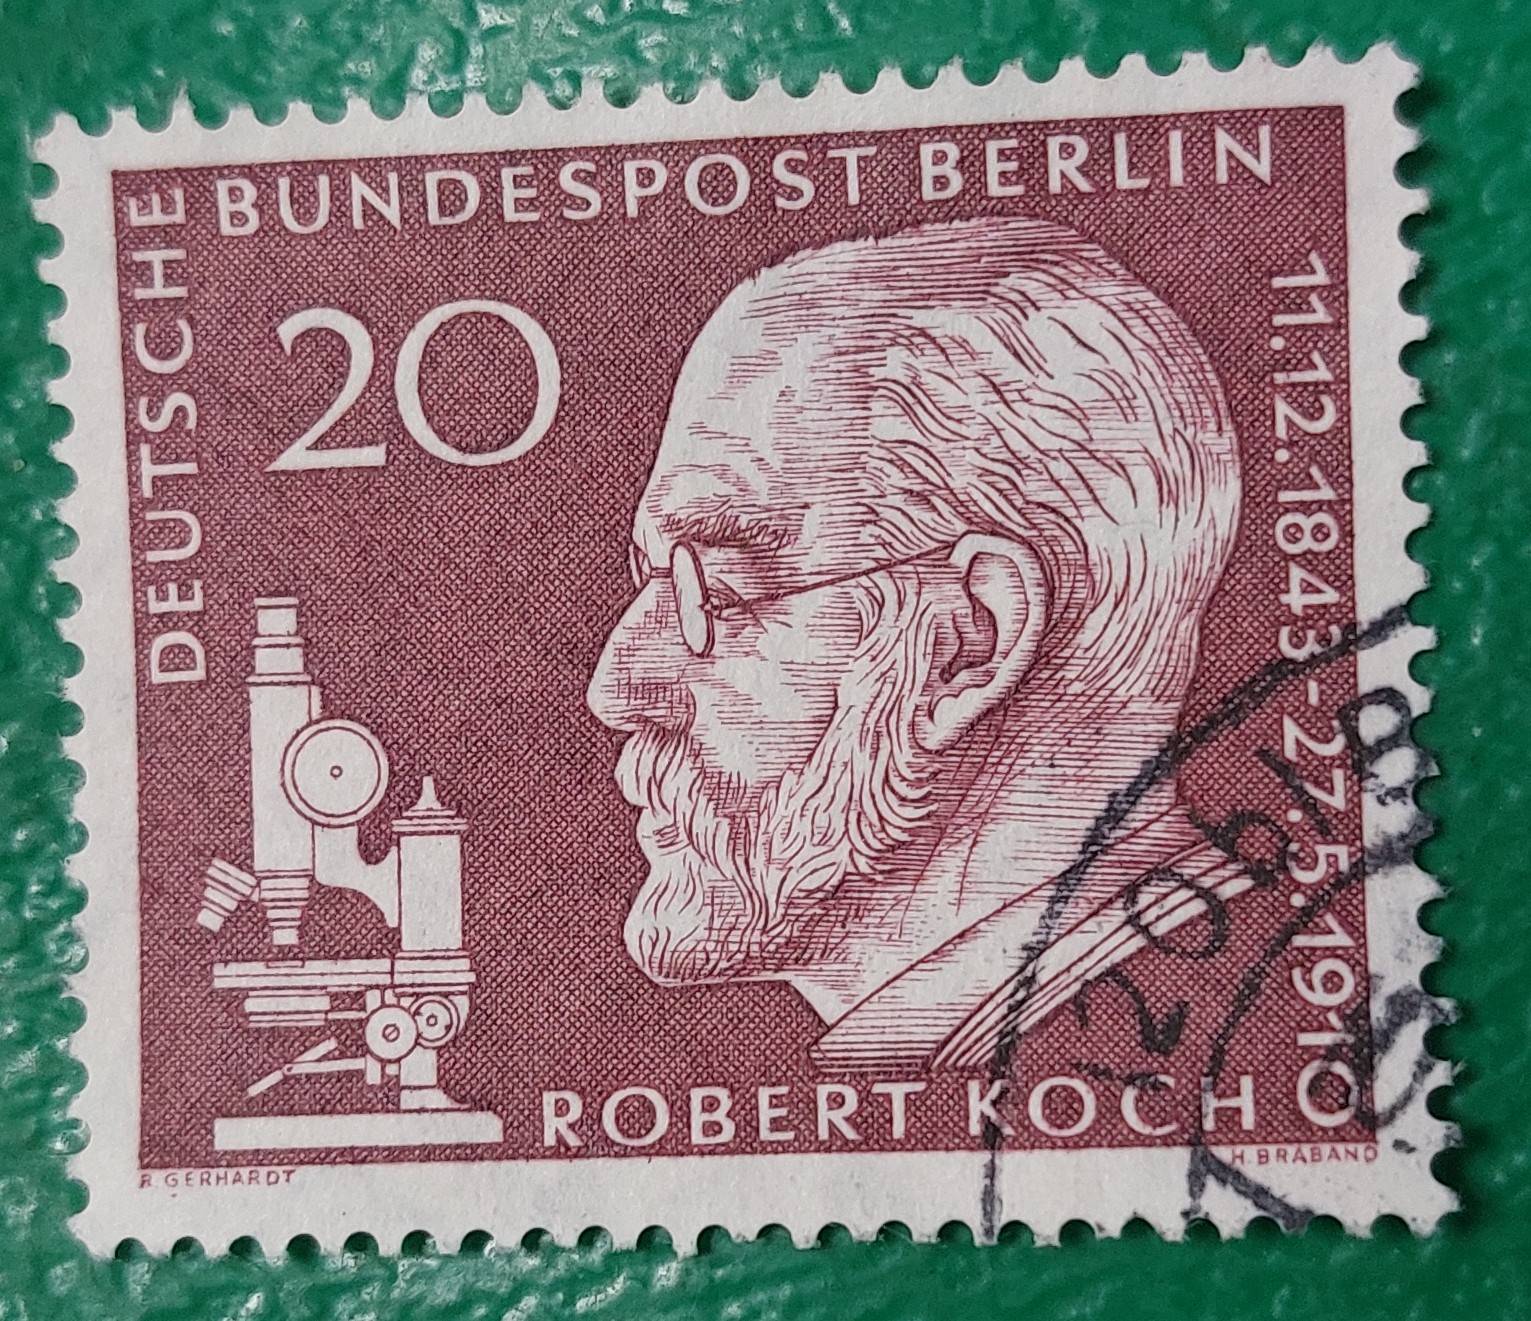 DEUTSCHE
BUNDESPOST BERLIN
20
11.12.1843-27.5.1910
ROBERT KOCH
R. GERHARDT
H. BRABAND